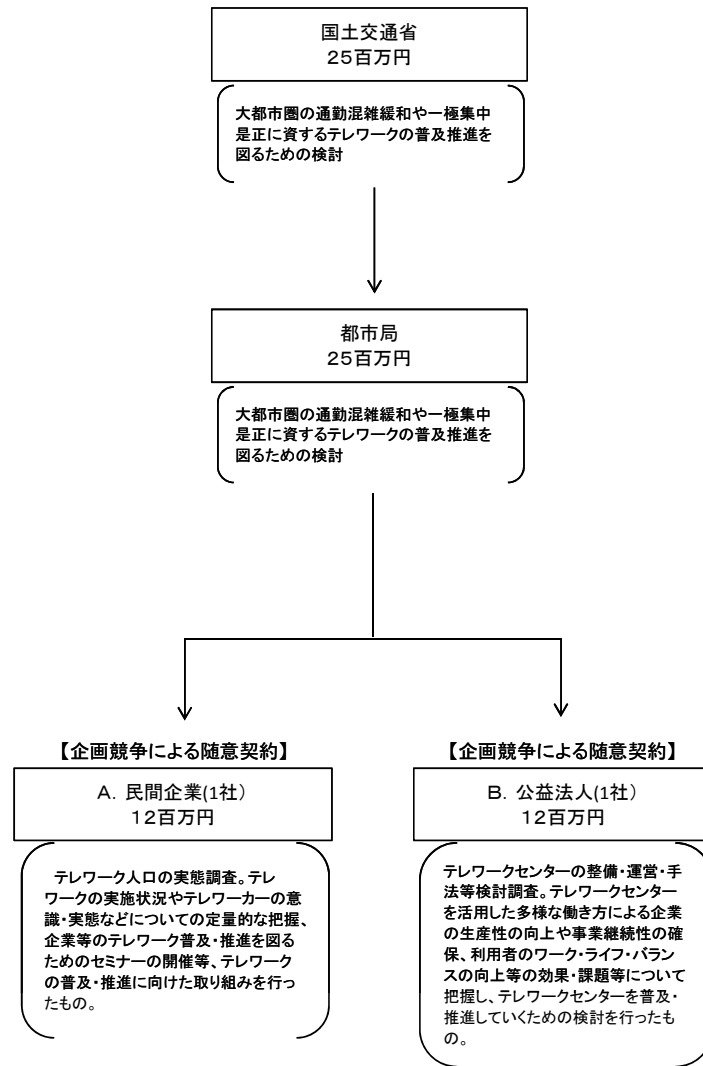 国土交通省
25百万円
大都市圏の通勤混雑緩和や一極集中
是正に資するテレワークの普及推進を
図るための検討
都市局
25百万円
大都市圏の通勤混雑緩和や一極集中
是正に資するテレワークの普及推進を
図るための検討
【企画競争による随意契約】
A. 民間企業(1社)
12百万円
テレワーク人口の実態調査。テレ
ワークの実施状況やテレワーカーの意
識・実態などについての定量的な把握、
企業等のテレワーク普及・推進を図る
ためのセミナーの開催等、テレワーク
の普及・推進に向けた取り組みを行っ
たもの。
【企画競争による随意契約】
B. 公益法人(1社)
12百万円
テレワークセンターの整備・運営・手
法等検討調査。テレワークセンター
を活用した多様な働き方による企業
の生産性の向上や事業継続性の確
保、利用者のワーク・ライフ・バラン
スの向上等の効果・課題等について
把握し、テレワークセンターを普及・
推進していくための検討を行ったも
の。